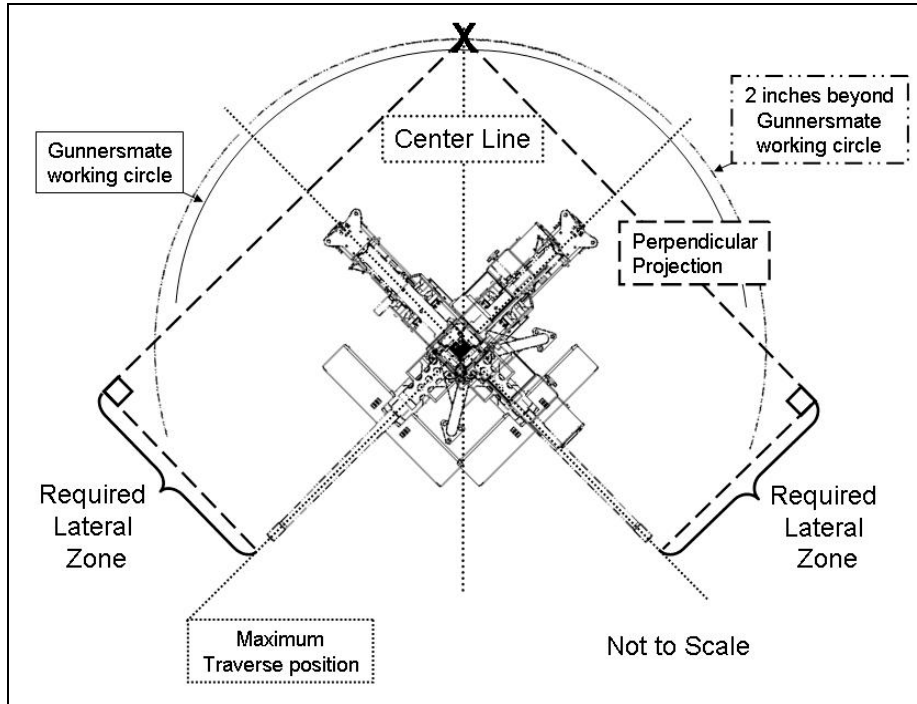 X
2 inches beyond
Gunnersmate
working circle
Center Line
Gunnersmate
working circle
Perpendicular
Projection
Required
Lateral
Zone
Required
Lateral
Zone
Maximum
Traverse position
Not to Scale